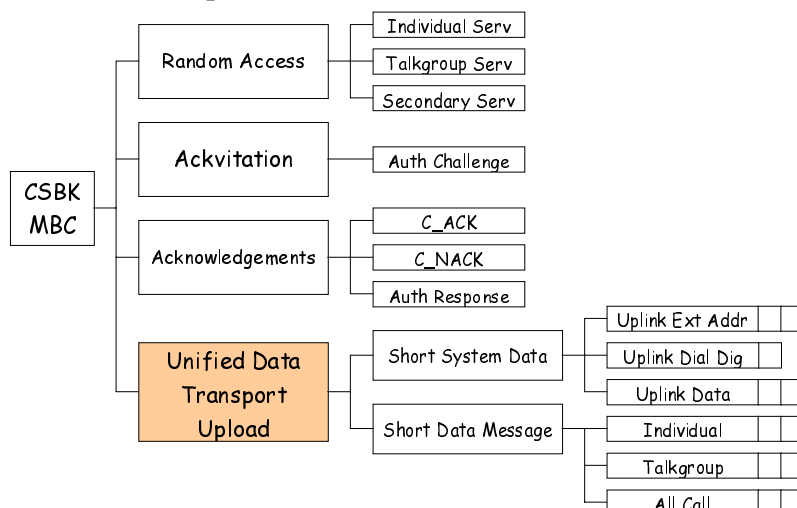 Individual Serv
Random Access
Talkgroup Serv
Secondary Serv
Ackvitation
Auth Challenge
CSBK
MBC
C_ACK
Acknowledgements
C_NACK
Auth Response
Unified Data
Transport
Upload
Short System Data
Uplink Ext Addr
Uplink Dial Dig
Uplink Data
Short Data Message
Individual
Talkgroup
All Call